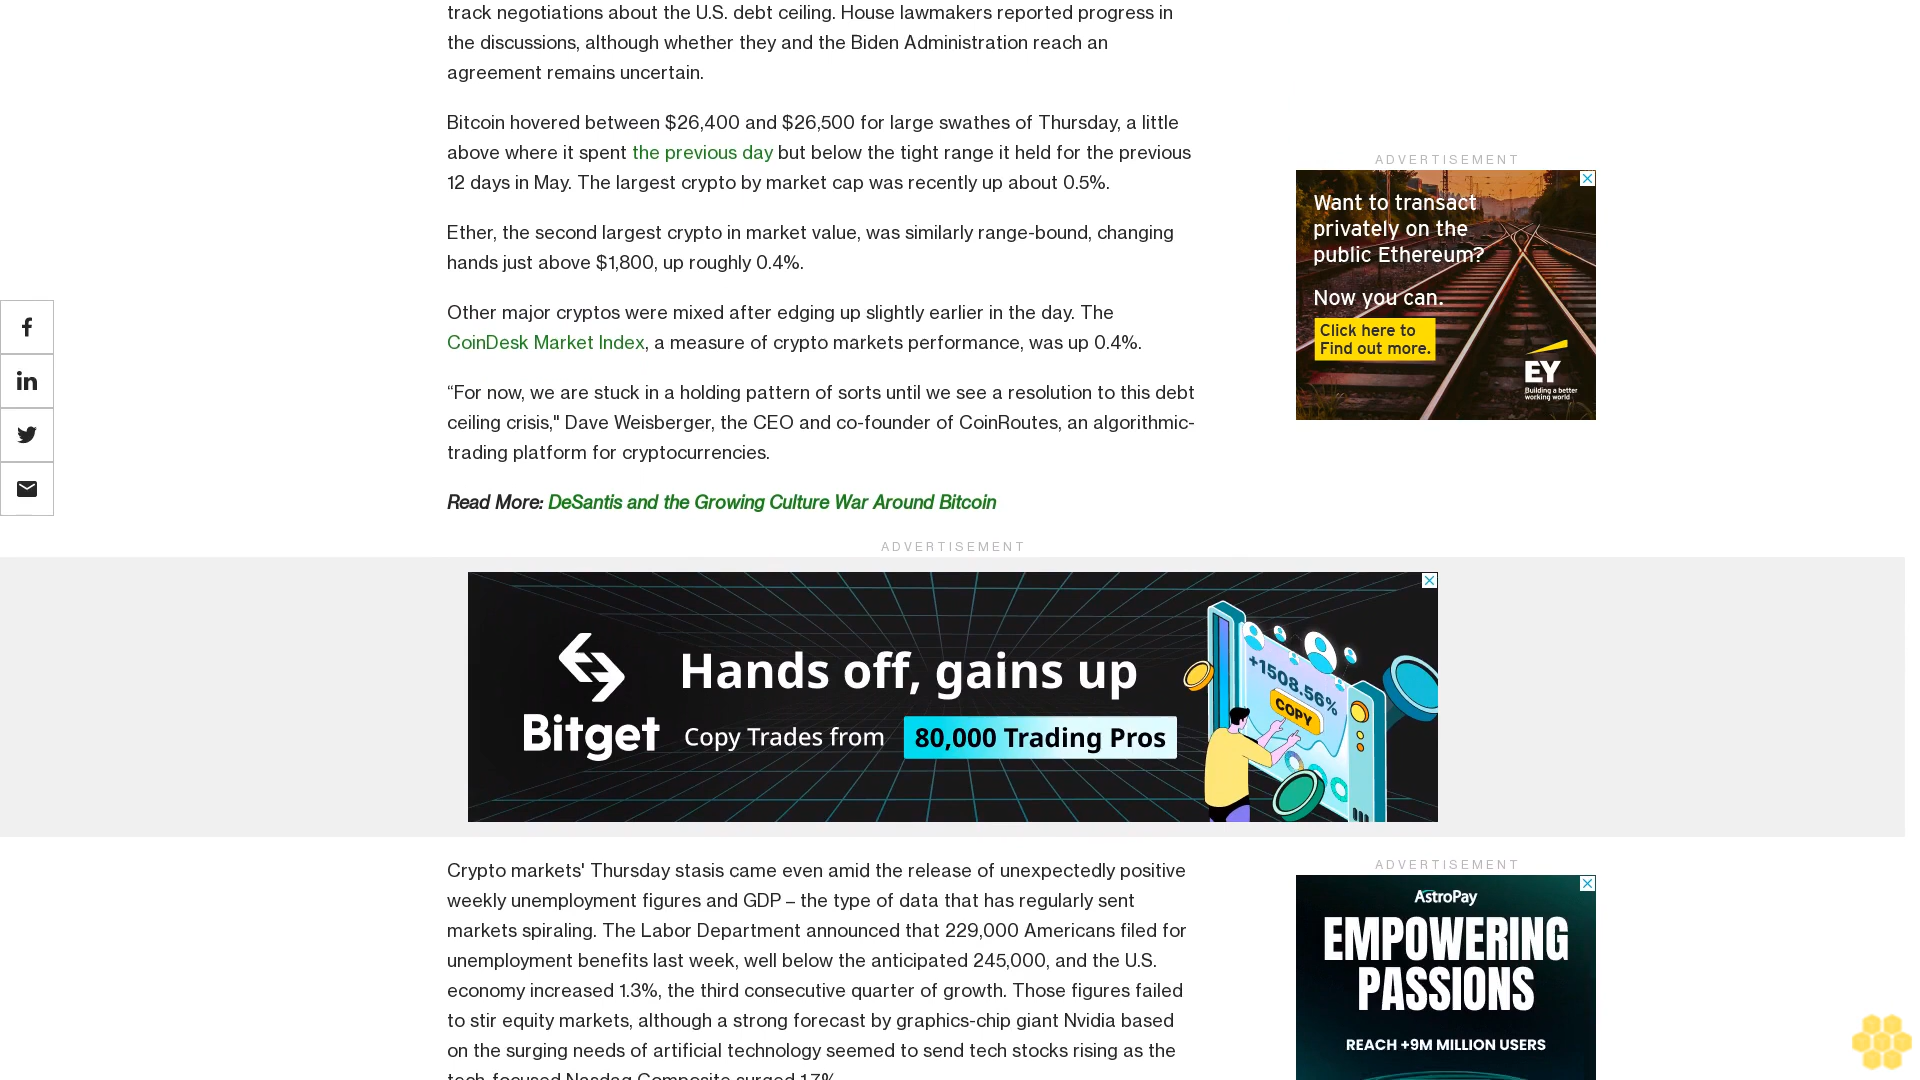 track negotiations about the U.S. debt ceiling. House lawmakers reported progress in
the discussions, although whether they and the Biden Administration reach an
agreement remains uncertain.
Bitcoin hovered between $26,400 and $26,500 for large swathes of Thursday, a little
above where it spent the previous day but below the tight range it held for the previous
12 days in May. The largest crypto by market cap was recently up about 0.5%.
Ether, the second largest crypto in market value, was similarly range-bound, changing
hands just above $1,800, up roughly 0.4%.
Other major cryptos were mixed after edging up slightly earlier in the day. The
CoinDesk Market Index, a measure of crypto markets performance, was up 0.4%.
“For now, we are stuck in a holding pattern of sorts until we see a resolution to this debt
ceiling crisis," Dave Weisberger, the CEO and co-founder of CoinRoutes, an algorithmic-
trading platform for cryptocurrencies.
Read More: DeSantis and the Growing Culture War Around Bitcoin
ADVERTISEMENT
Want to transact
privately on the
public Ethereum?
Now you can.
Click here to
Find out more.
EY
Building a better
working world
ADVERTISEMENT
Bitget
Hands off, gains up
Copy Trades from 80,000 Trading Pros
+1508.56%
COPY
Crypto markets' Thursday stasis came even amid the release of unexpectedly positive
weekly unemployment figures and GDP – the type of data that has regularly sent
markets spiraling. The Labor Department announced that 229,000 Americans filed for
unemployment benefits last week, well below the anticipated 245,000, and the U.S.
economy increased 1.3%, the third consecutive quarter of growth. Those figures failed
to stir equity markets, although a strong forecast by graphics-chip giant Nvidia based
on the surging needs of artificial technology seemed to send tech stocks rising as the
tech-focused Nasdaq Composite surged 1.7%.
ADVERTISEMENT
AstroPay
EMPOWERING
PASSIONS
REACH +9M MILLION USERS